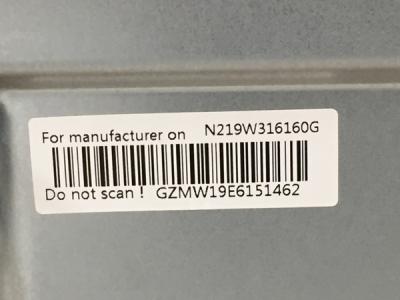 For manufacturer on N219W316160G
Do not scan ! GZMW19E6151462